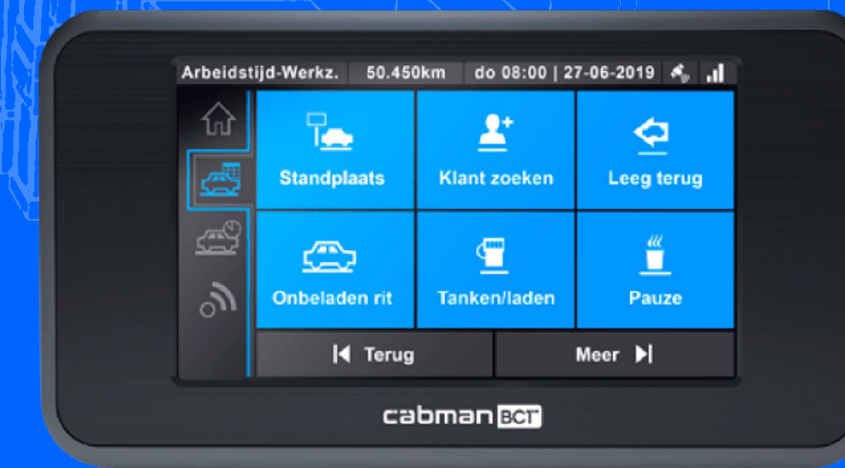 Arbeidstijd-Werkz. 50.450km do 08:00 | 27-06-2019
Standplaats Klant zoeken Leeg terug
Onbeladen rit Tanken/laden Pauze
Terug Meer
cabman BCT